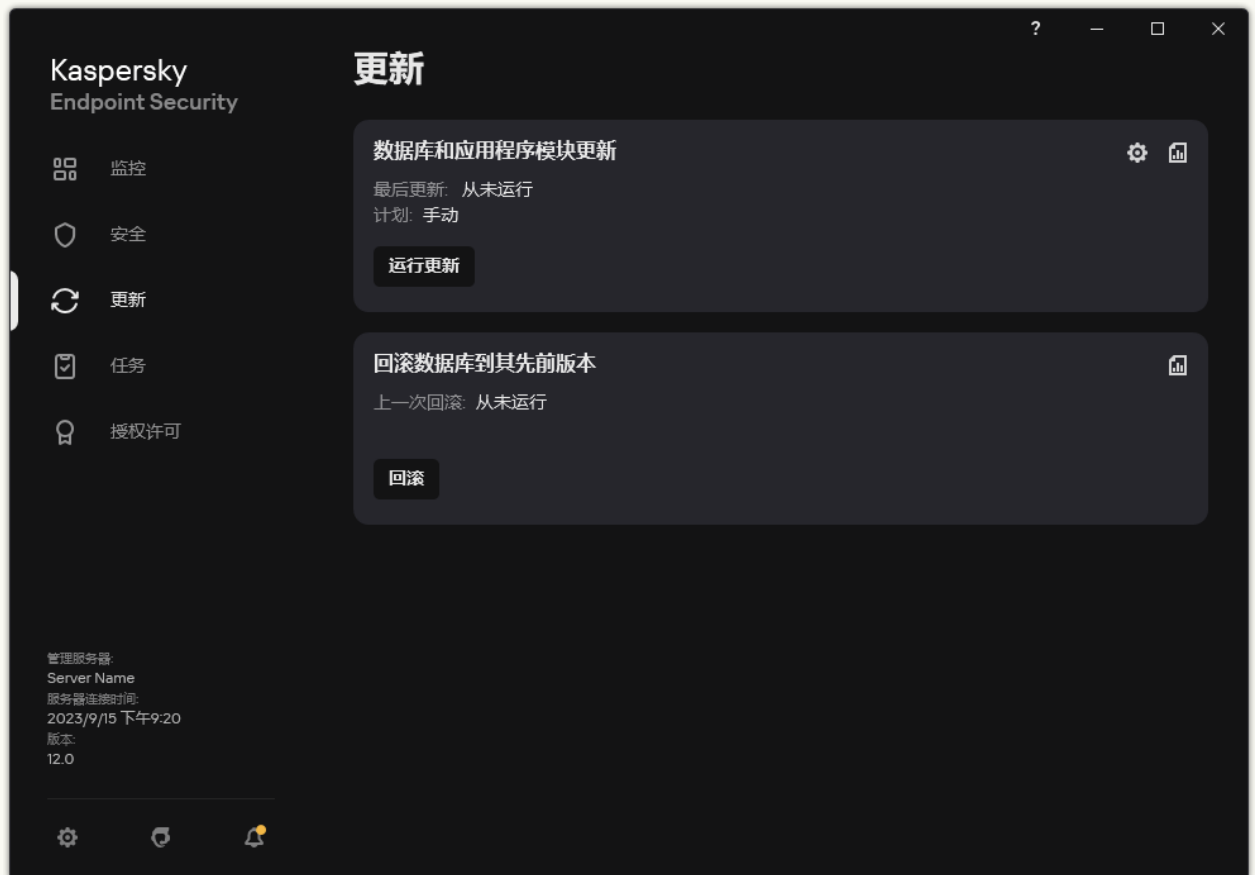 ?
Kaspersky
Endpoint Security
监控
安全
更新
任务
授权许可
管理服务器:
Server Name
服务器连接时间:
2023/9/15 下午9:20
版本:
12.0
更新
数据库和应用程序模块更新
最后更新: 从未运行
计划: 手动
运行更新
回滚数据库到其先前版本
上一次回滚: 从未运行
回滚